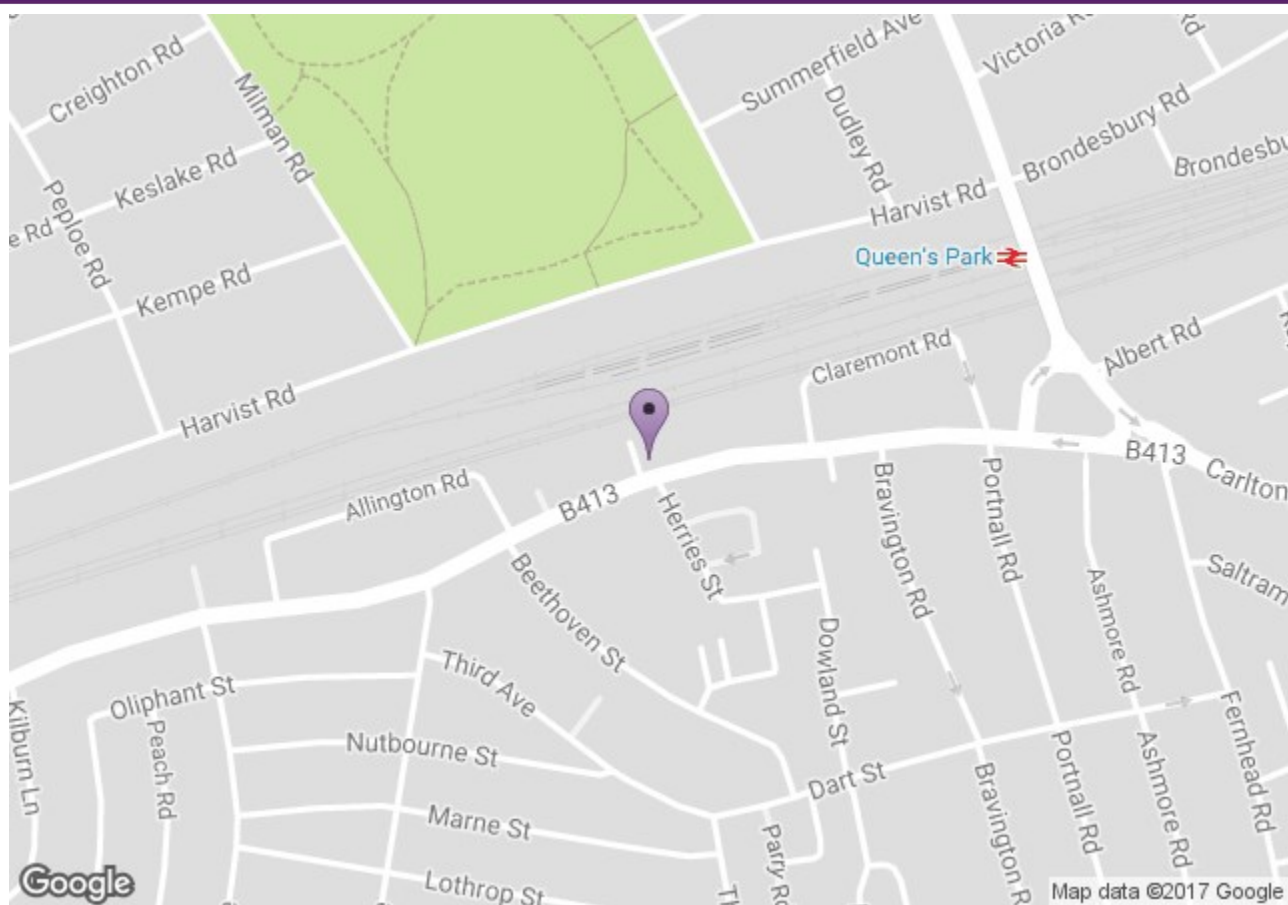 Creighton Rd
Milman Rd
Summerfield Ave
Victoria R
Rd
Dudley Rd
Brondesbury Rd
Brondesbu
Keslake Rd
Peploe Rd
e Rd
Harvist Rd
Queen's Park
Kempe Rd
Claremont Rd
Albert Rd
Harvist Rd
Allington Rd
B413
B413
Carlton
Herries St
Bravington Rd
Portnall Rd
Beethoven St
Ashmore Rd
Saltram
Dowland St
Third Ave
Oliphant St
Kilburn Ln
Peach Rd
Nutbourne St
Dart St
Fernhead Rd
Portnall Rd
Ashmore Rd
Bravington R
Marne St
Parry Rd
Lothrop St
Th
Google
Map data ©2017 Google